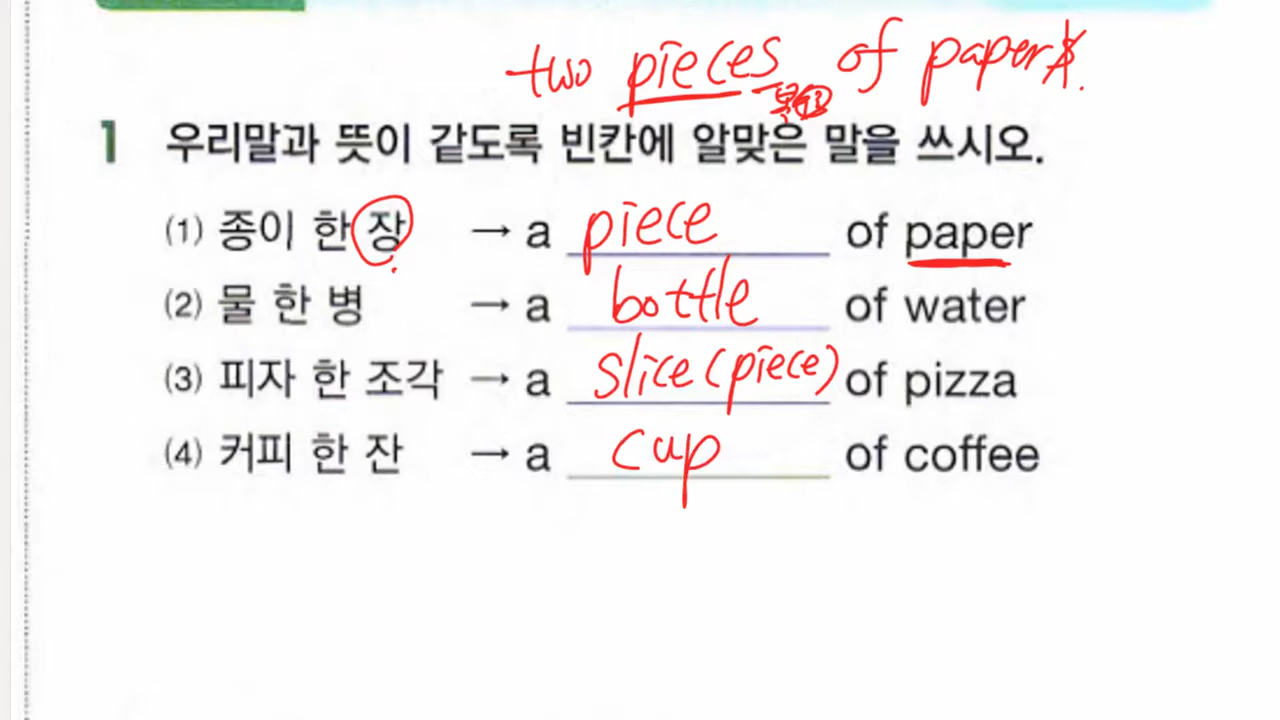 two pieces of papers.
1 우리말과 뜻이 같도록 빈칸에 알맞은 말을 쓰시오.
(1) 종이 한 장 → a piece of paper
(2) 물 한 병 → a bottle of water
(3) 피자 한 조각 → a slice (piece) of pizza
(4) 커피 한 잔 → a cup of coffee